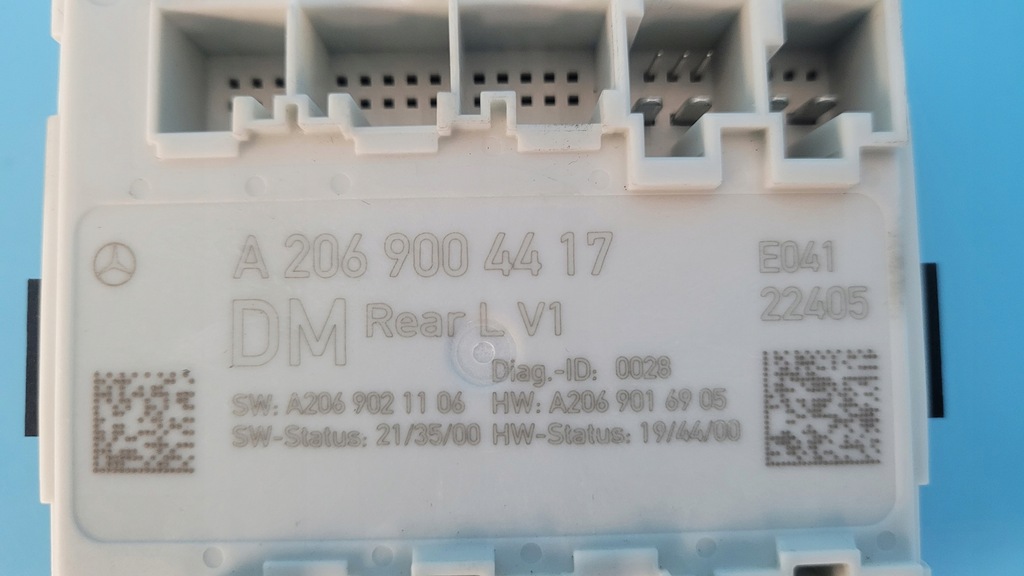 A 206 900 44 17
E041
DM Rear L V1
22405
Diag.-ID: 0028
SW: A206 902 11 06 HW: A206 901 69 05
SW-Status: 21/35/00 HW-Status: 19/44/00